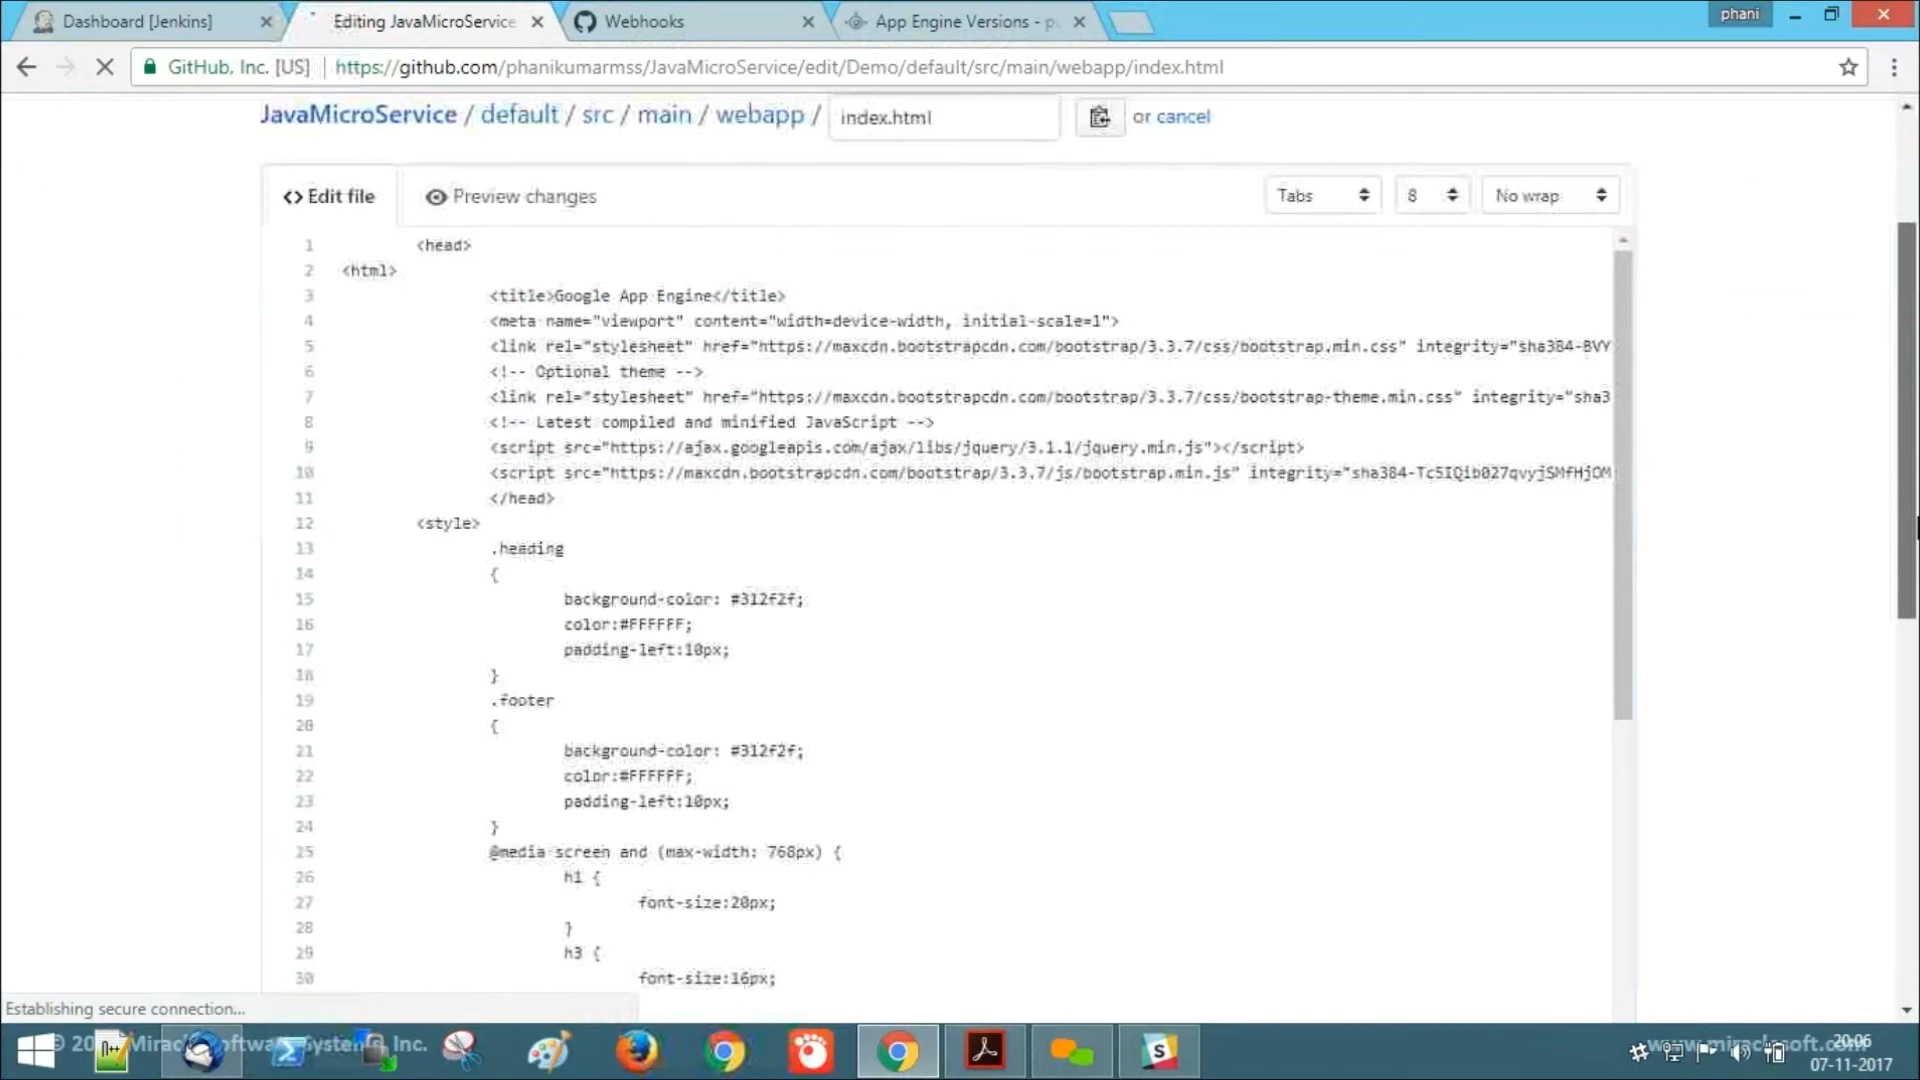 Dashboard [Jenkins]
Editing JavaMicroService
Webhooks
App Engine Versions - p
phani
GitHub, Inc. [US] https://github.com/phanikumarmss/JavaMicroService/edit/Demo/default/src/main/webapp/index.html
JavaMicroService / default / src / main / webapp / index.html or cancel
<> Edit file
Preview changes
Tabs
8
No wrap
1 <head>
2 <html>
3 <title>Google App Engine</title>
4 <meta name="viewport" content="width=device-width, initial-scale=1">
5 <link rel="stylesheet" href="https://maxcdn.bootstrapcdn.com/bootstrap/3.3.7/css/bootstrap.min.css" integrity="sha384-BVY
6 <!-- Optional theme -->
7 <link rel="stylesheet" href="https://maxcdn.bootstrapcdn.com/bootstrap/3.3.7/css/bootstrap-theme.min.css" integrity="sha3
8 <!-- Latest compiled and minified JavaScript -->
9 <script src="https://ajax.googleapis.com/ajax/libs/jquery/3.1.1/jquery.min.js"></script>
10 <script src="https://maxcdn.bootstrapcdn.com/bootstrap/3.3.7/js/bootstrap.min.js" integrity="sha384-Tc5IQib027qvyjSMfHjOM
11 </head>
12 <style>
13 .heading
14 {
15 background-color: #312f2f;
16 color:#FFFFFF;
17 padding-left:10px;
18 }
19 .footer
20 {
21 background-color: #312f2f;
22 color:#FFFFFF;
23 padding-left:10px;
24 }
25 @media screen and (max-width: 768px) {
26 h1 {
27 font-size:20px;
28 }
29 h3 {
30 font-size:16px;
Establishing secure connection...
20:06
07-11-2017